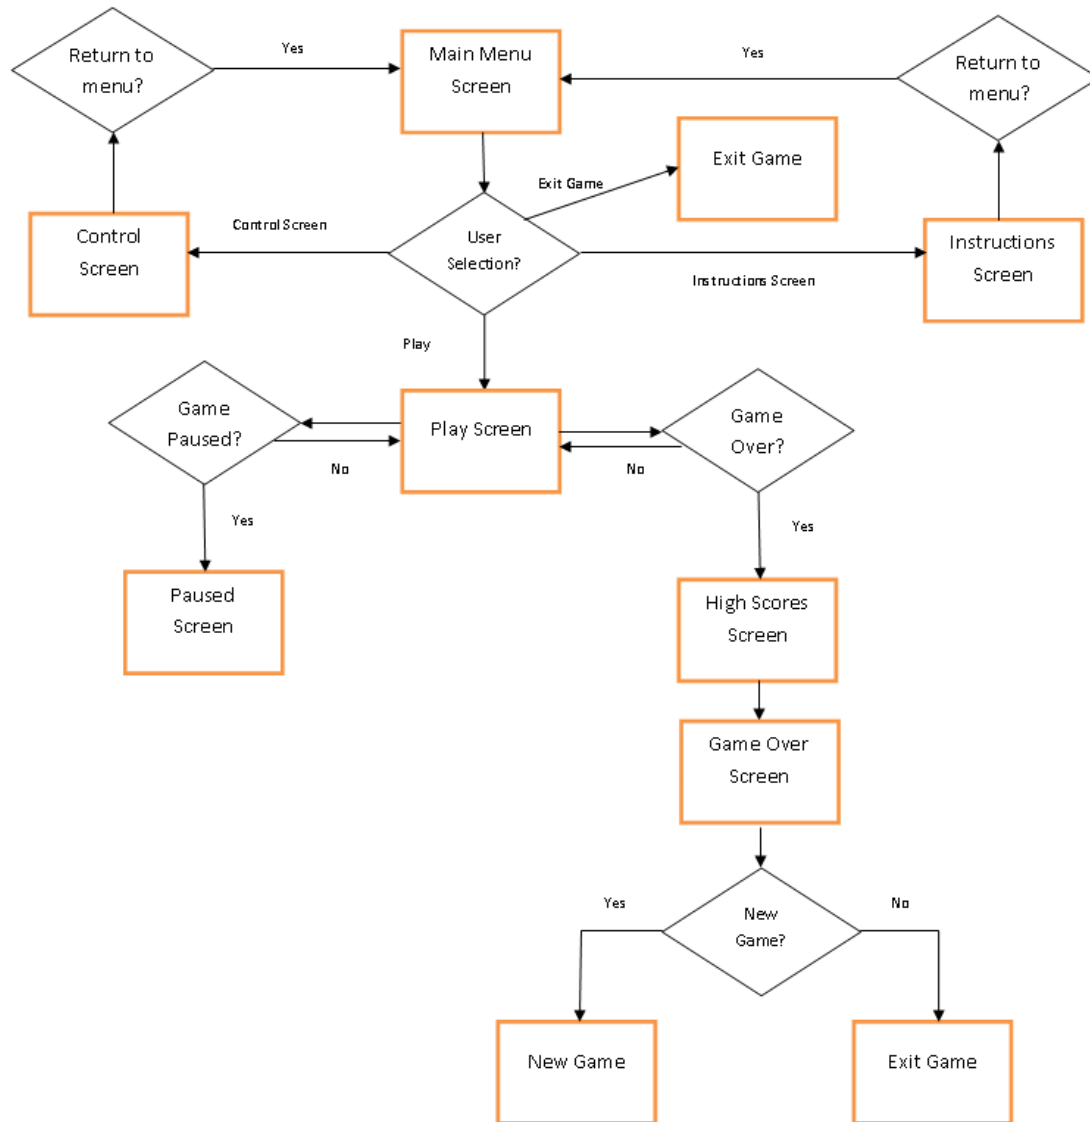 Return to
menu?
Yes
Main Menu
Screen
Yes
Return to
menu?
Exit Game
Exit Game
Control
Screen
Control Screen
User
Selection?
Instructions Screen
Instructions
Screen
Play
Game
Paused?
No
Play Screen
No
Game
Over?
Yes
Yes
Paused
Screen
High Scores
Screen
Game Over
Screen
Yes
New
Game?
No
New Game
Exit Game